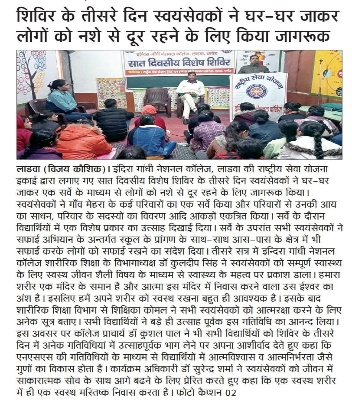 शिविर के तीसरे दिन स्वयंसेवकों ने घर-घर जाकर
लोगों को नशे से दूर रहने के लिए किया जागरूक
सात दिवसीय विशेष शिविर
राष्ट्रीय सेवा योजना
लाडवा (विजय कौशिक)। इंदिरा गांधी नेशनल कॉलेज, लाडवा की राष्ट्रीय सेवा योजना
इकाई द्वारा लगाए गए सात दिवसीय विशेष शिविर के तीसरे दिन स्वयंसेवकों ने घर-घर
जाकर एक सर्वे के माध्यम से लोगों को नशे से दूर रहने के लिए जागरूक किया।
स्वयंसेवकों ने गाँव मेहरा के कई परिवारों का एक सर्वे किया और परिवारों से उनकी आय
का साधन, परिवार के सदस्यों का विवरण आदि आंकड़ो एकत्रित किया। सर्वे के दौरान
विद्यार्थियों में एक विशेष प्रकार का उत्साह दिखाई दिया। सर्वे के उपरांत सभी स्वयंसेवकों ने
सफाई अभियान के अन्तर्गत स्कूल के प्रांगण के साथ-साथ आस-पास के क्षेत्र में भी
सफाई करके लोगों को सफाई रखने का संदेश दिया। तीसरे रात्र में इन्दिरा गांधी नेशनल
कॉलेज शारीरिक शिक्षा के विभागाध्यक्ष डॉ कुलदीप सिंह ने स्वयंसेवकों को सम्पूर्ण स्वास्थ्य
के लिए स्वस्थ जीवन शैली विषय के माध्यम से स्वास्थ्य के महत्व पर प्रकाश डाला। हमारा
शरीर एक मंदिर के समान है और आत्मा इस मंदिर में निवास करने वाला उस ईश्वर का
अंश है। इसलिए हमें अपने शरीर को स्वस्थ रखना बहुत ही आवश्यक है। इसके बाद
शारीरिक शिक्षा विभाग से शिक्षिका कोमल ने सभी स्वयंसेवकों को आत्मरक्षा करने के लिए
अनेक सूत्र बताए। सभी विद्यार्थियों ने बड़े ही उत्साह पूर्वक इस गतिविधि का आनन्द लिया।
इस अवसर पर कॉलेज प्राचार्य डॉ कुशल पाल ने भी सभी विद्यार्थियों को शिविर के तीसरे
दिन में अनेक गतिविधियां में उत्साहपूर्वक भाग लेने पर अपना आशीर्वाद देते हुए कहा कि
एनएसएस की गतिविधियों के माध्यम से विद्यार्थियों में आत्मविश्वास व आत्मनिर्भरता जैसे
गुणों का विकास होता है। कार्यक्रम अधिकारी डॉ सुरेन्द्र शर्मा ने स्वयंसेवकों को जीवन में
साकारात्मक सोच के साथ आगे बढ़ने के लिए प्रेरित करते हुए कहा कि एक स्वस्थ शरीर
में ही एक स्वस्थ मस्तिष्क निवास करता है। फोटो कैप्शन 02